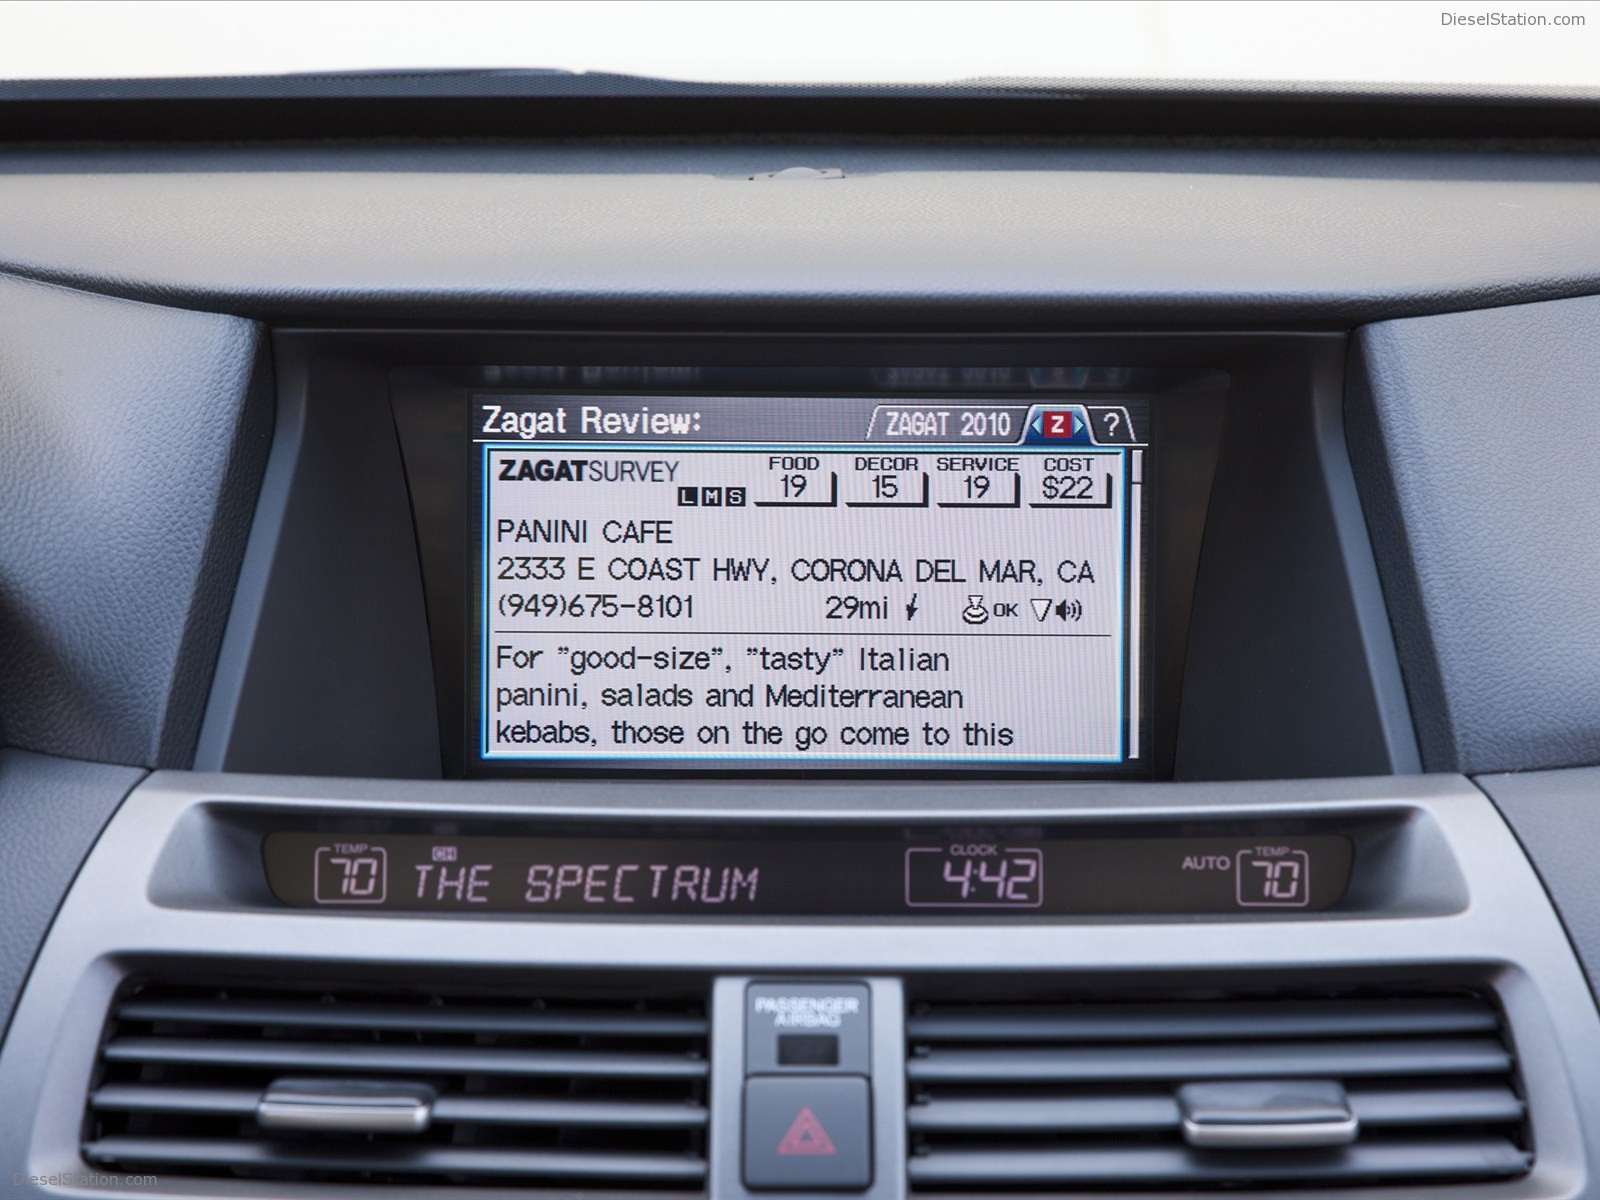 DieselStation.com
Zagat Review:
ZAGAT 2010 Z ?
ZAGATSURVEY
L M S
FOOD DECOR SERVICE COST
19 15 19 $22
PANINI CAFE
2333 E COAST HWY, CORONA DEL MAR, CA
(949)675-8101 29mi OK
For "good-size", "tasty" Italian
panini, salads and Mediterranean
kebabs, those on the go come to this
TEMP CH CLOCK AUTO TEMP
70 THE SPECTRUM 4:42 70
PASSENGER
AIRBAG
DieselStation.com